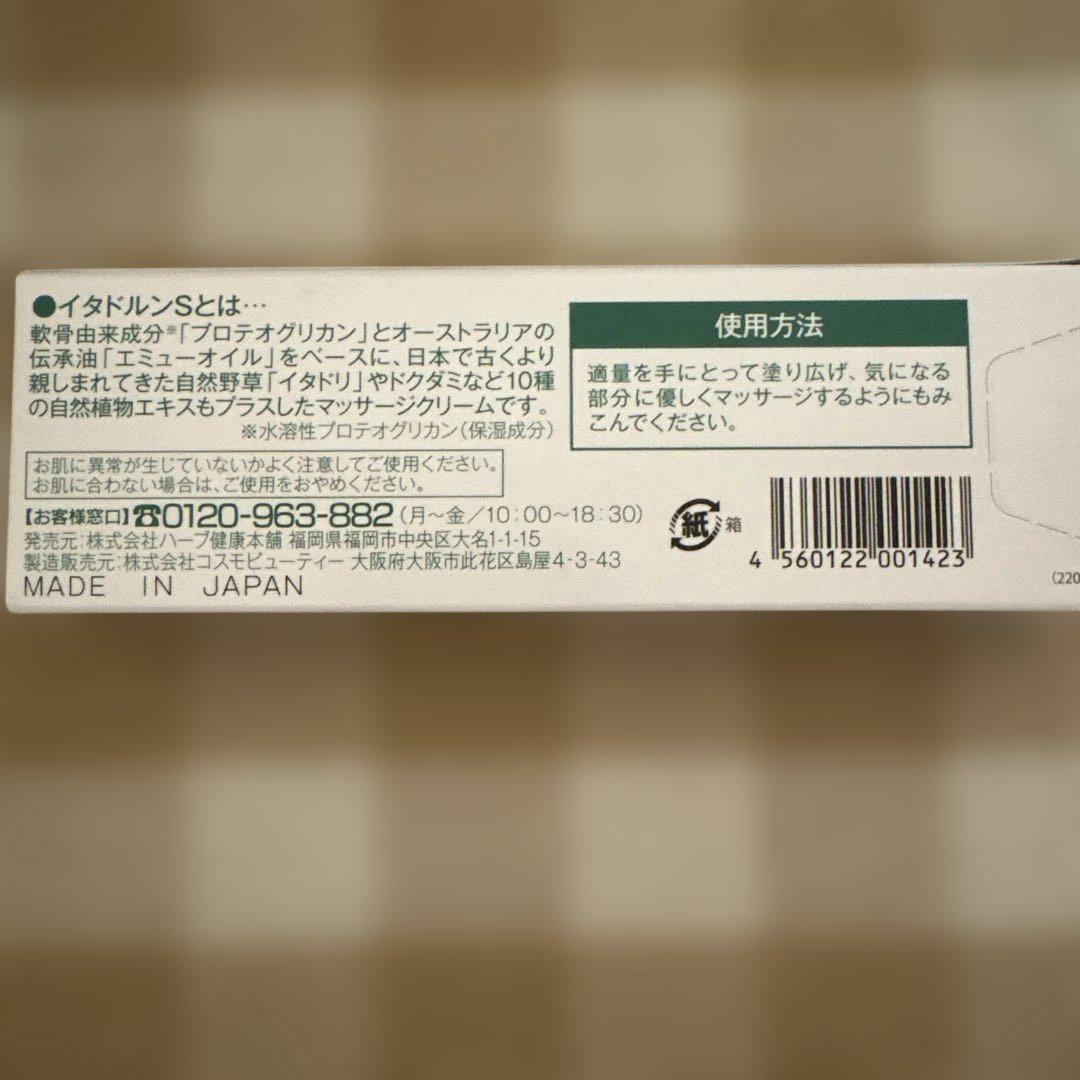 ●イタドルンSとは…
軟骨由来成分※「プロテオグリカン」とオーストラリアの
伝承油「エミューオイル」をベースに、日本で古くより
親しまれてきた自然野草「イタドリ」やドクダミなど10種
の自然植物エキスもプラスしたマッサージクリームです。
※水溶性プロテオグリカン(保湿成分)
お肌に異常が生じていないかよく注意してご使用ください。
お肌に合わない場合は、ご使用をおやめください。
【お客様窓口】☎0120-963-882(月~金/10:00~18:30)
発売元:株式会社ハーブ健康本舗 福岡県福岡市中央区大名1-1-15
製造販売元:株式会社コスモビューティー 大阪府大阪市此花区島屋4-3-43
MADE IN JAPAN
使用方法
適量を手にとって塗り広げ、気になる
部分に優しくマッサージするようにもみ
こんでください。
紙 箱
4 560122 001423
(220